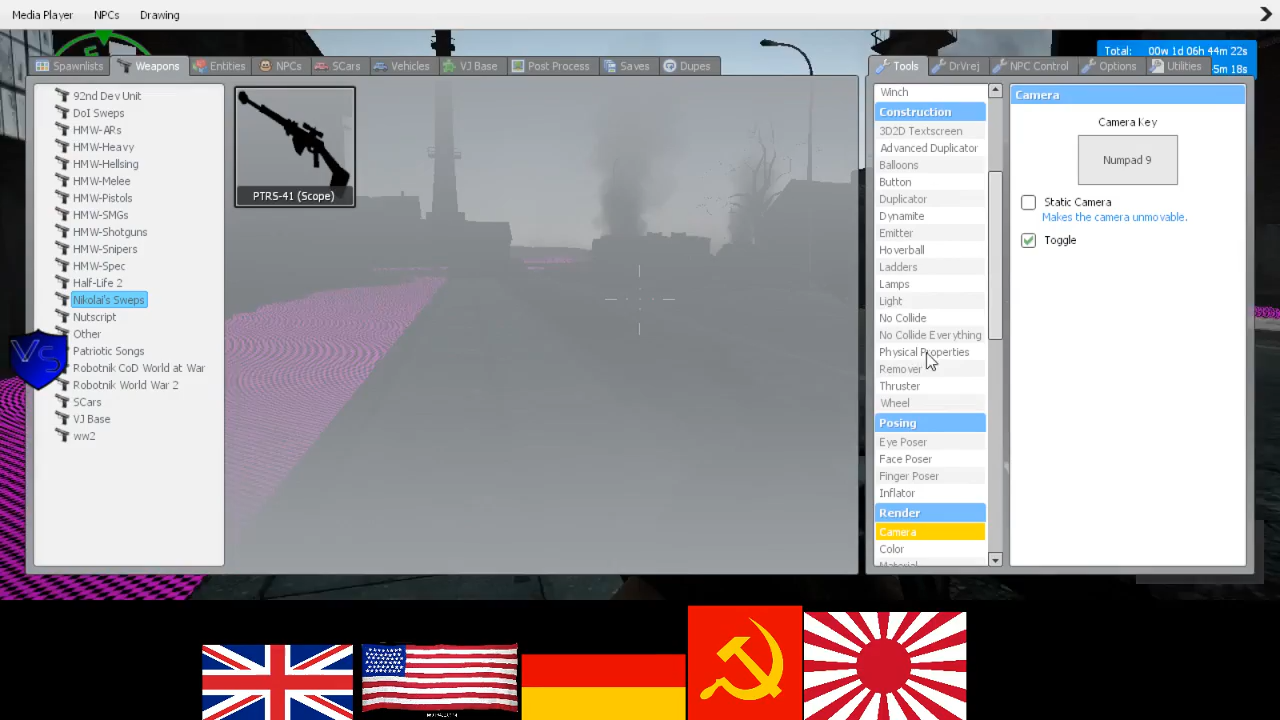 Media Player NPCs Drawing
Total: 00w 1d 06h 44m 22s
5m 18s
Spawnlists Weapons Entities NPCs SCars Vehicles VJ Base Post Process Saves Dupes
Tools DrVrej NPC Control Options Utilities
92nd Dev Unit
DoI Sweps
HMW-ARs
HMW-Heavy
HMW-Hellsing
HMW-Melee
HMW-Pistols
HMW-SMGs
HMW-Shotguns
HMW-Snipers
HMW-Spec
Half-Life 2
Nikolai's Sweps
Nutscript
Other
Patriotic Songs
Robotnik CoD World at War
Robotnik World War 2
SCars
VJ Base
ww2
VS
PTRS-41 (Scope)
Winch
Construction
3D2D Textscreen
Advanced Duplicator
Balloons
Button
Duplicator
Dynamite
Emitter
Hoverball
Ladders
Lamps
Light
No Collide
No Collide Everything
Physical Properties
Remover
Thruster
Wheel
Posing
Eye Poser
Face Poser
Finger Poser
Inflator
Render
Camera
Color
Material
Camera
Camera Key
Numpad 9
Static Camera
Makes the camera unmovable.
Toggle